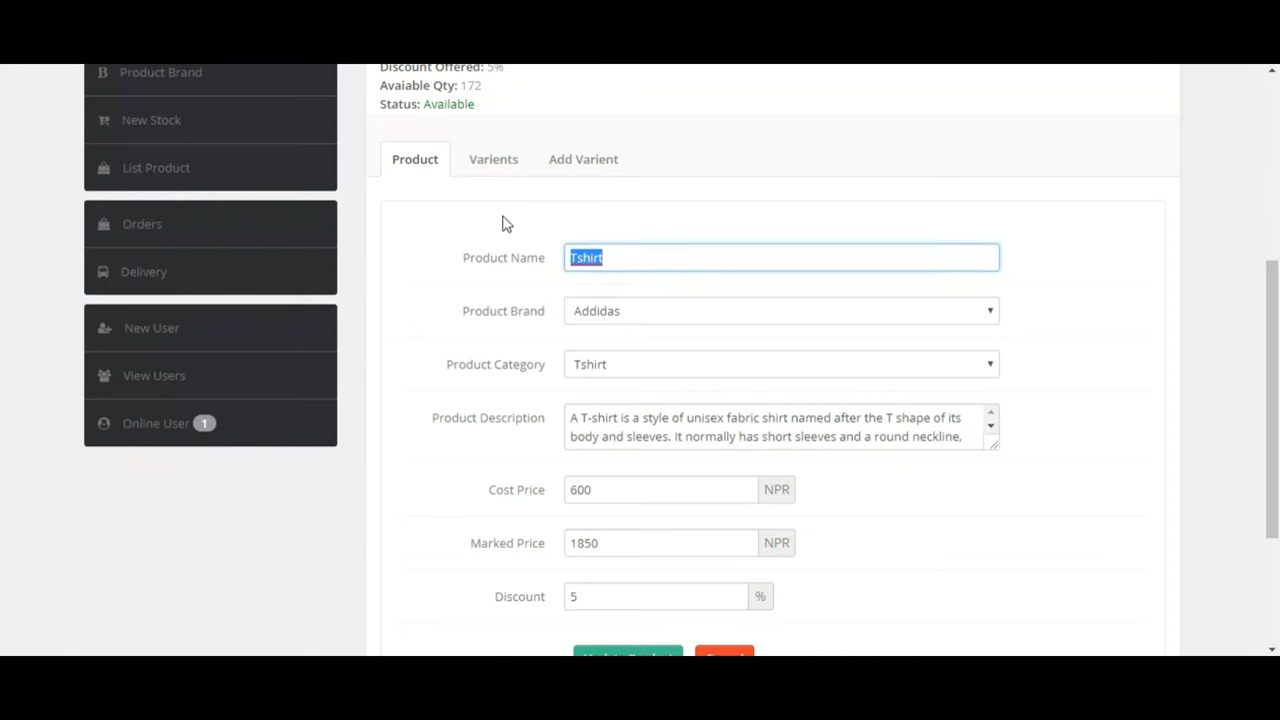 Product Brand
New Stock
List Product
Orders
Delivery
New User
View Users
Online User 1
Discount Offered: 5%
Avaiable Qty: 172
Status: Available
Product Varients Add Varient
Product Name Tshirt
Product Brand Addidas
Product Category Tshirt
Product Description A T-shirt is a style of unisex fabric shirt named after the T shape of its
body and sleeves. It normally has short sleeves and a round neckline,
Cost Price 600 NPR
Marked Price 1850 NPR
Discount 5 %